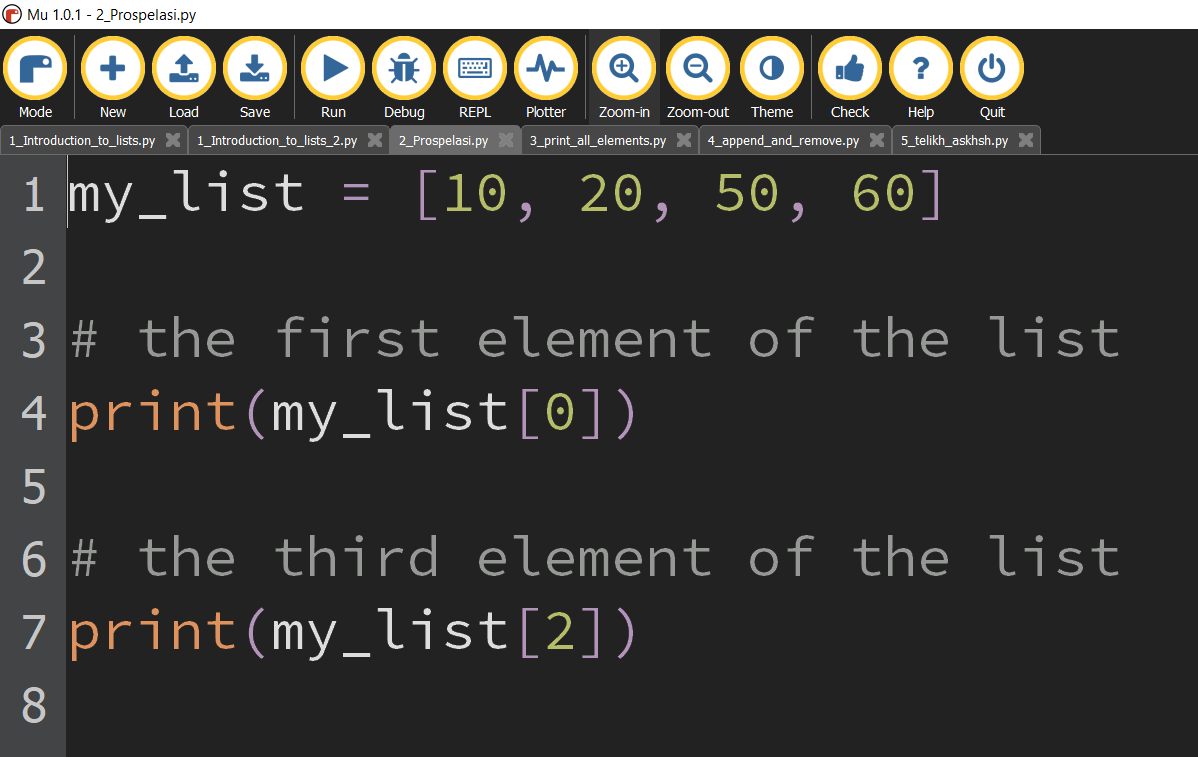 Mu 1.0.1 - 2_Prospelasi.py
Mode New Load Save Run Debug REPL Plotter Zoom-in Zoom-out Theme Check Help Quit
1_Introduction_to_lists.py 1_Introduction_to_lists_2.py 2_Prospelasi.py 3_print_all_elements.py 4_append_and_remove.py 5_telikh_askhsh.py
1 my_list = [10, 20, 50, 60]
2
3 # the first element of the list
4 print(my_list[0])
5
6 # the third element of the list
7 print(my_list[2])
8